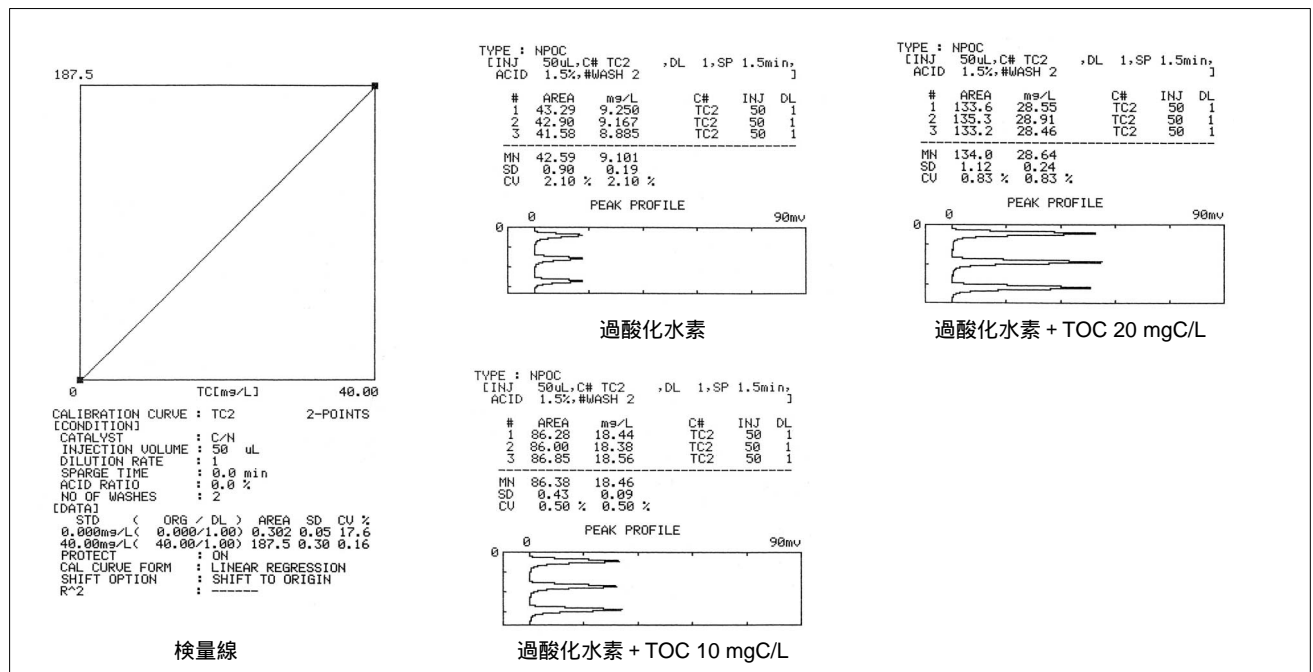 187.5
0 TC[mg/L] 40.00
CALIBRATION CURVE : TC2 2-POINTS
[CONDITION]
CATALYST : C/N
INJECTION VOLUME : 50 uL
DILUTION RATE : 1
SPARGE TIME : 0.0 min
ACID RATIO : 0.0 %
NO OF WASHES : 2
[DATA]
STD ( ORG / DL ) AREA SD CV %
0.000mg/L( 0.000/1.00) 0.302 0.05 17.6
40.00mg/L( 40.00/1.00) 187.5 0.30 0.16
PROTECT : ON
CAL CURVE FORM : LINEAR REGRESSION
SHIFT OPTION : SHIFT TO ORIGIN
R^2 : ------
検量線
TYPE : NPOC
[INJ 50uL,C# TC2 ,DL 1,SP 1.5min,
ACID 1.5%,#WASH 2 ]
# AREA mg/L C# INJ DL
1 43.29 9.250 TC2 50 1
2 42.90 9.167 TC2 50 1
3 41.58 8.885 TC2 50 1
MN 42.59 9.101
SD 0.90 0.19
CV 2.10 % 2.10 %
PEAK PROFILE
0 90mv
0
過酸化水素
TYPE : NPOC
[INJ 50uL,C# TC2 ,DL 1,SP 1.5min,
ACID 1.5%,#WASH 2 ]
# AREA mg/L C# INJ DL
1 133.6 28.55 TC2 50 1
2 135.3 28.91 TC2 50 1
3 133.2 28.46 TC2 50 1
MN 134.0 28.64
SD 1.12 0.24
CV 0.83 % 0.83 %
PEAK PROFILE
0 90mv
0
過酸化水素 + TOC 20 mgC/L
TYPE : NPOC
[INJ 50uL,C# TC2 ,DL 1,SP 1.5min,
ACID 1.5%,#WASH 2 ]
# AREA mg/L C# INJ DL
1 86.28 18.44 TC2 50 1
2 86.00 18.38 TC2 50 1
3 86.85 18.56 TC2 50 1
MN 86.38 18.46
SD 0.43 0.09
CV 0.50 % 0.50 %
PEAK PROFILE
0 90mv
0
過酸化水素 + TOC 10 mgC/L